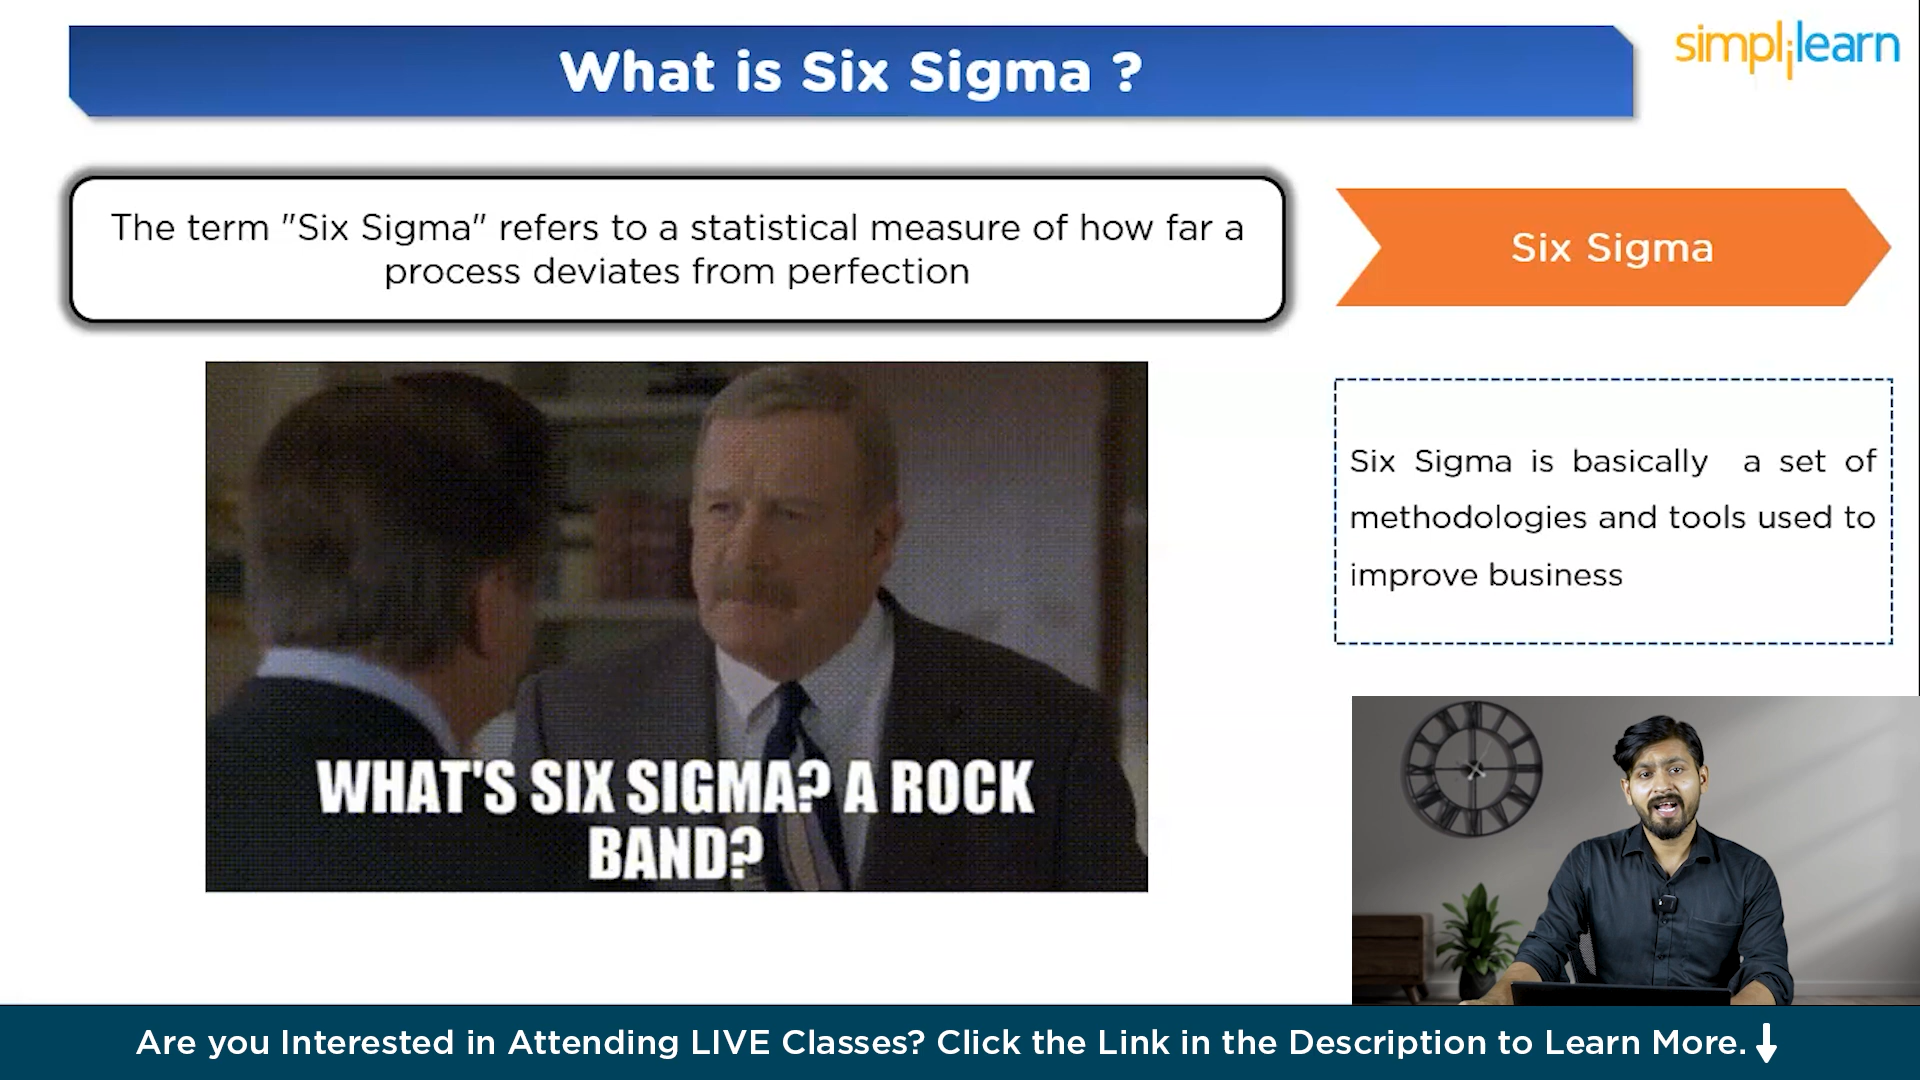 What is Six Sigma ?
simplilearn
The term "Six Sigma" refers to a statistical measure of how far a
process deviates from perfection
Six Sigma
Six Sigma is basically a set of
methodologies and tools used to
improve business
WHAT'S SIX SIGMA? A ROCK
BAND?
Are you Interested in Attending LIVE Classes? Click the Link in the Description to Learn More.